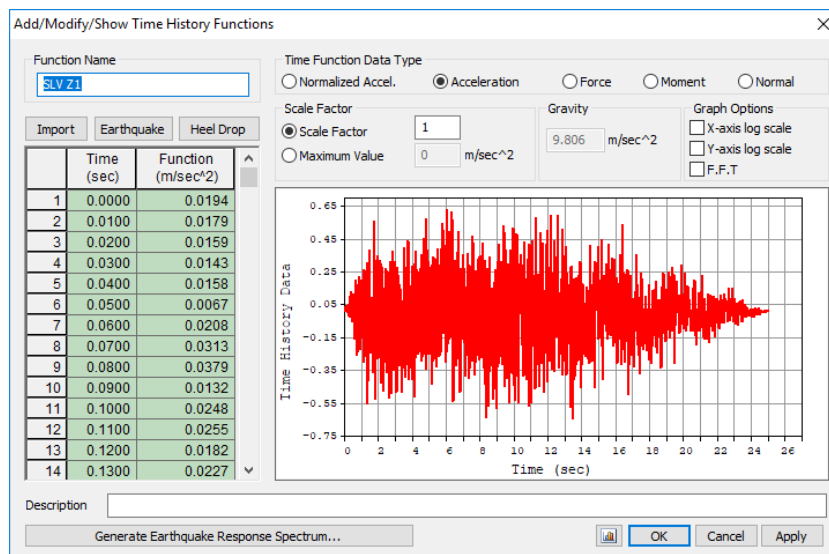 Add/Modify/Show Time History Functions
Function Name
SLV Z1
Time Function Data Type
Normalized Accel. Acceleration Force Moment Normal
Import Earthquake Heel Drop
Scale Factor
Scale Factor 1
Maximum Value 0 m/sec^2
Gravity
9.806 m/sec^2
Graph Options
X-axis log scale
Y-axis log scale
F.F.T
Time (sec) Function (m/sec^2)
1 0.0000 0.0194
2 0.0100 0.0179
3 0.0200 0.0159
4 0.0300 0.0143
5 0.0400 0.0158
6 0.0500 0.0067
7 0.0600 0.0208
8 0.0700 0.0313
9 0.0800 0.0379
10 0.0900 0.0132
11 0.1000 0.0248
12 0.1100 0.0255
13 0.1200 0.0182
14 0.1300 0.0227
Time History Data
0.65
0.45
0.25
0.05
-0.15
-0.35
-0.55
-0.75
0 2 4 6 8 10 12 14 16 18 20 22 24 26
Time (sec)
Description
Generate Earthquake Response Spectrum... OK Cancel Apply